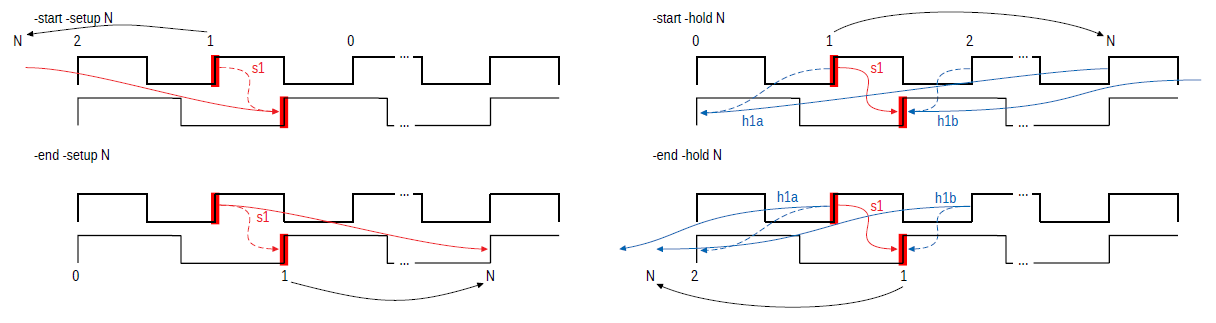 -start -setup N
N 2 1 0
...
s1
...
-end -setup N
...
s1
...
0 1 N
-start -hold N
0 1 2 N
...
s1
h1a h1b
...
-end -hold N
...
h1a s1 h1b
...
N 2 1